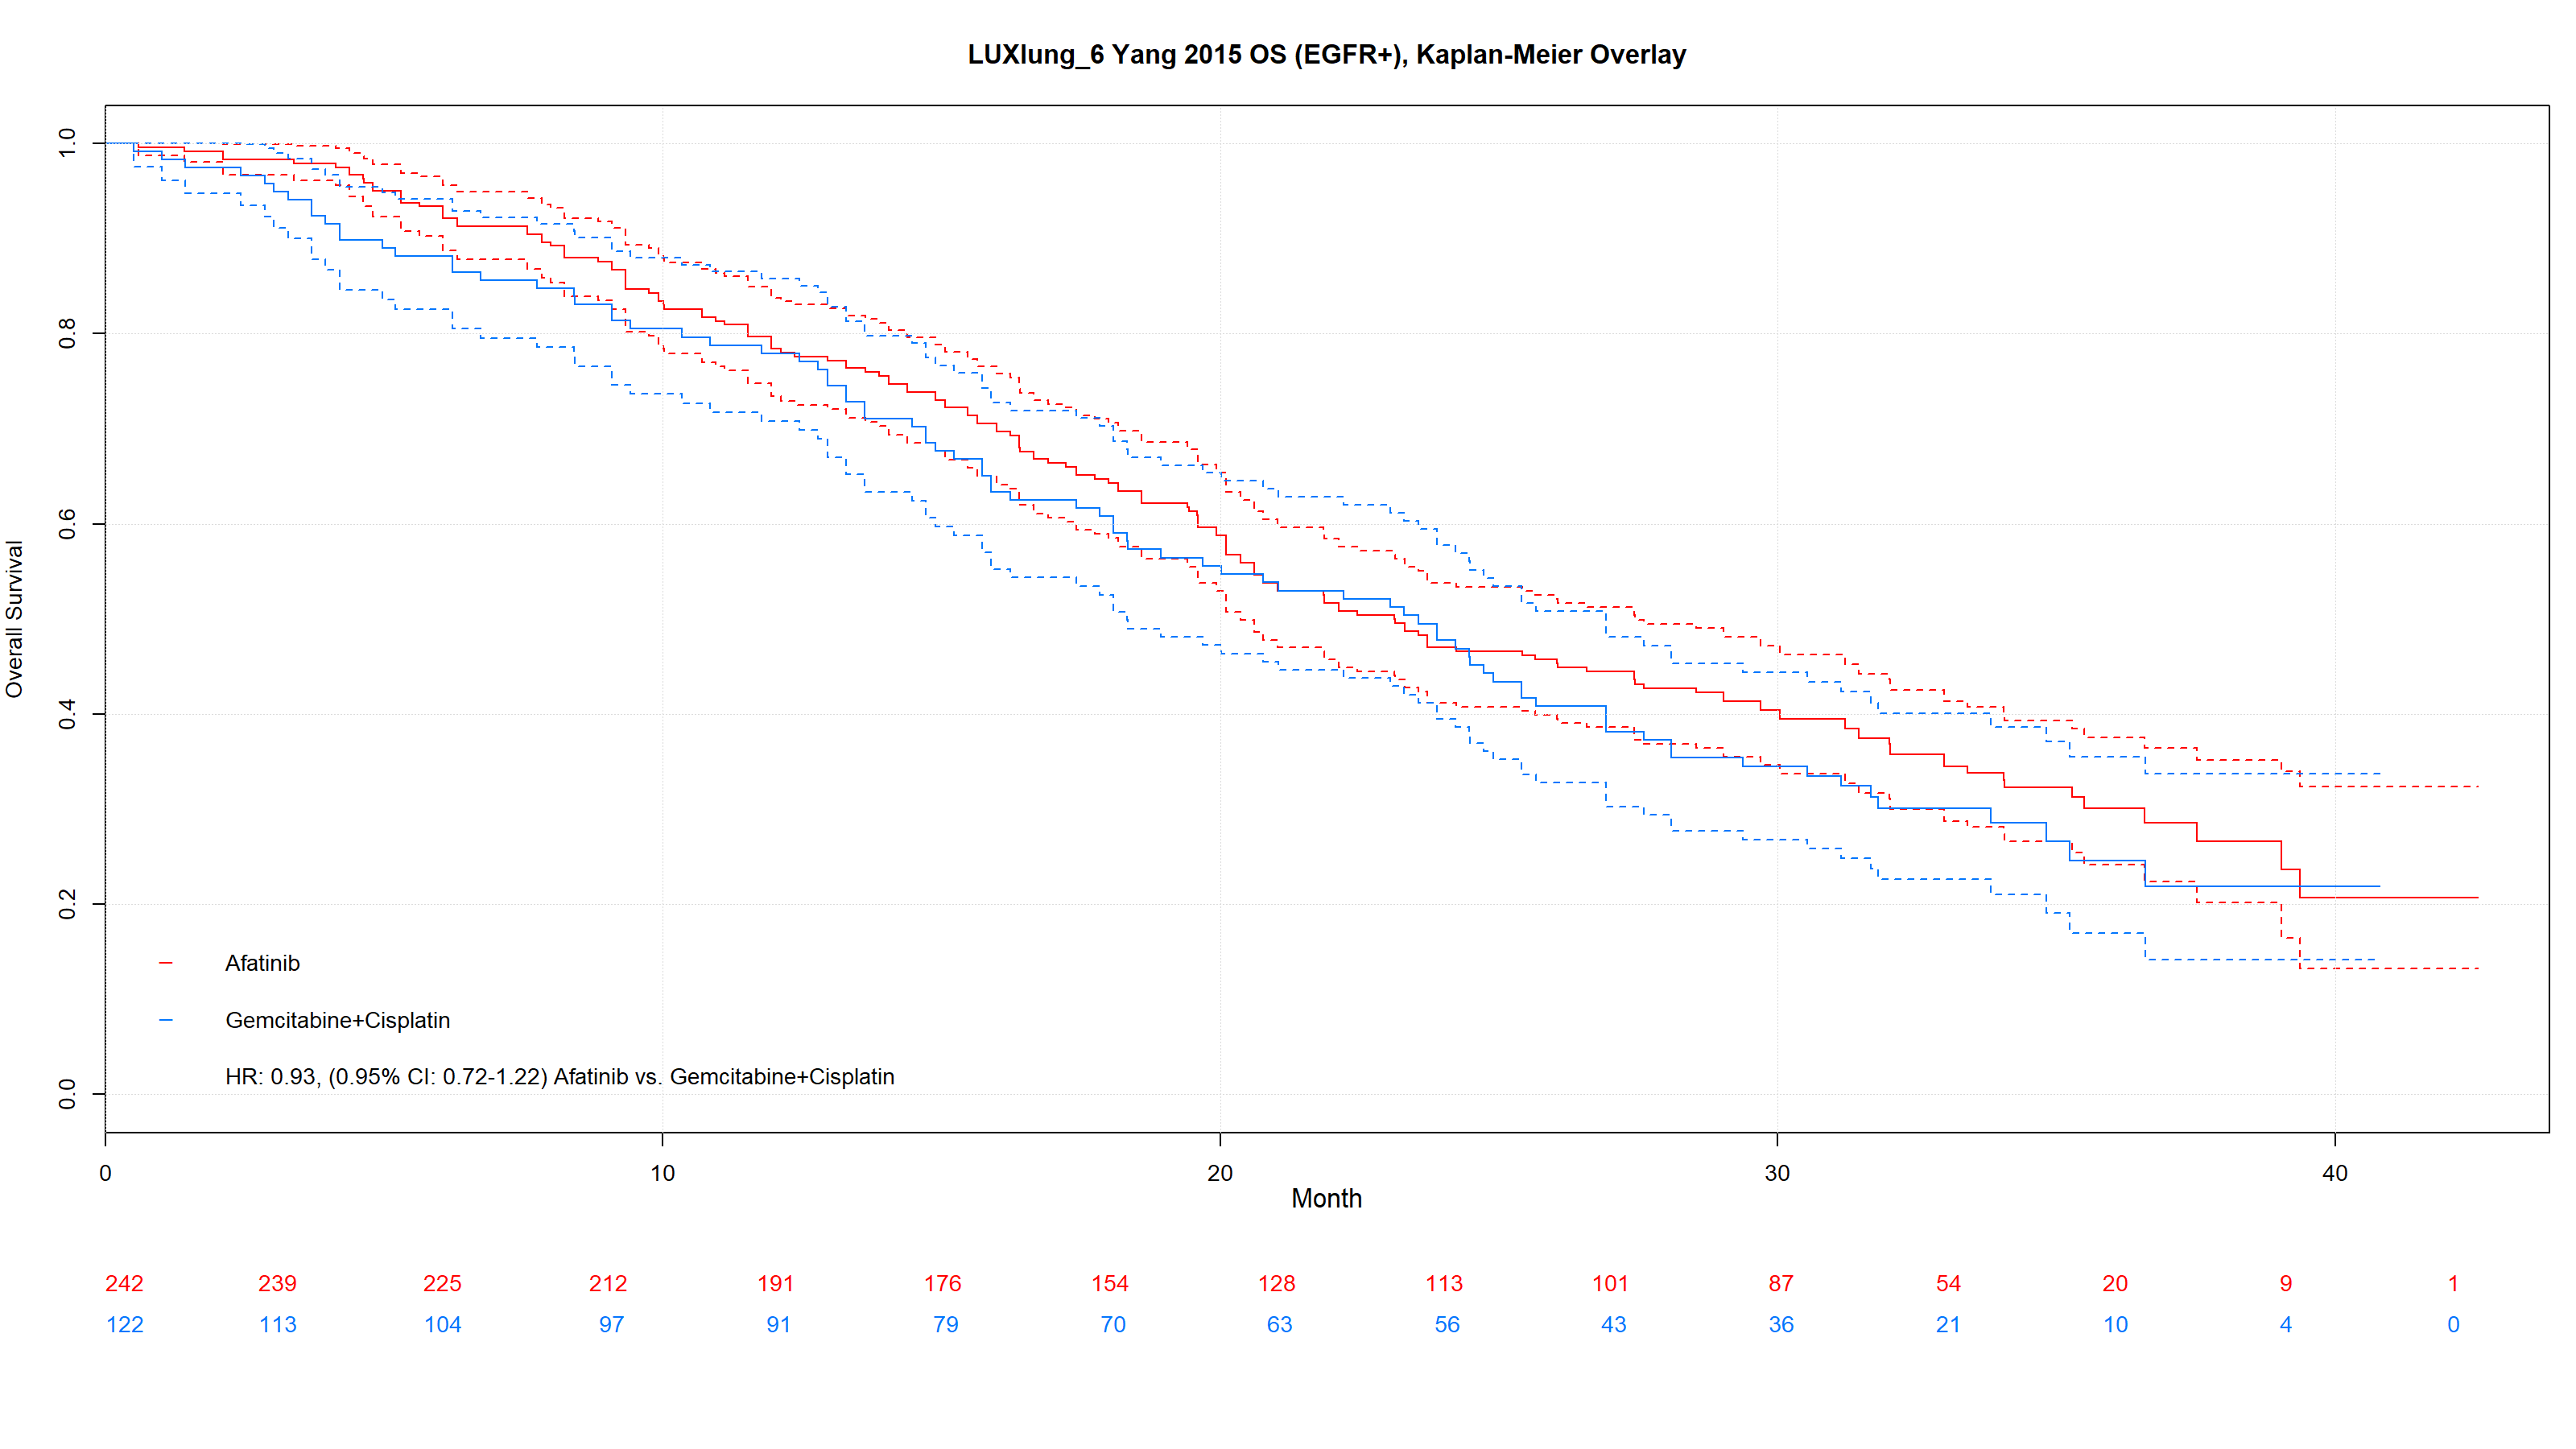 LUXlung_6 Yang 2015 OS (EGFR+), Kaplan-Meier Overlay
Overall Survival
1.0
0.8
0.6
0.4
0.2
0.0
Afatinib
Gemcitabine+Cisplatin
HR: 0.93, (0.95% CI: 0.72-1.22) Afatinib vs. Gemcitabine+Cisplatin
0 10 20 30 40
Month
242 239 225 212 191 176 154 128 113 101 87 54 20 9 1
122 113 104 97 91 79 70 63 56 43 36 21 10 4 0